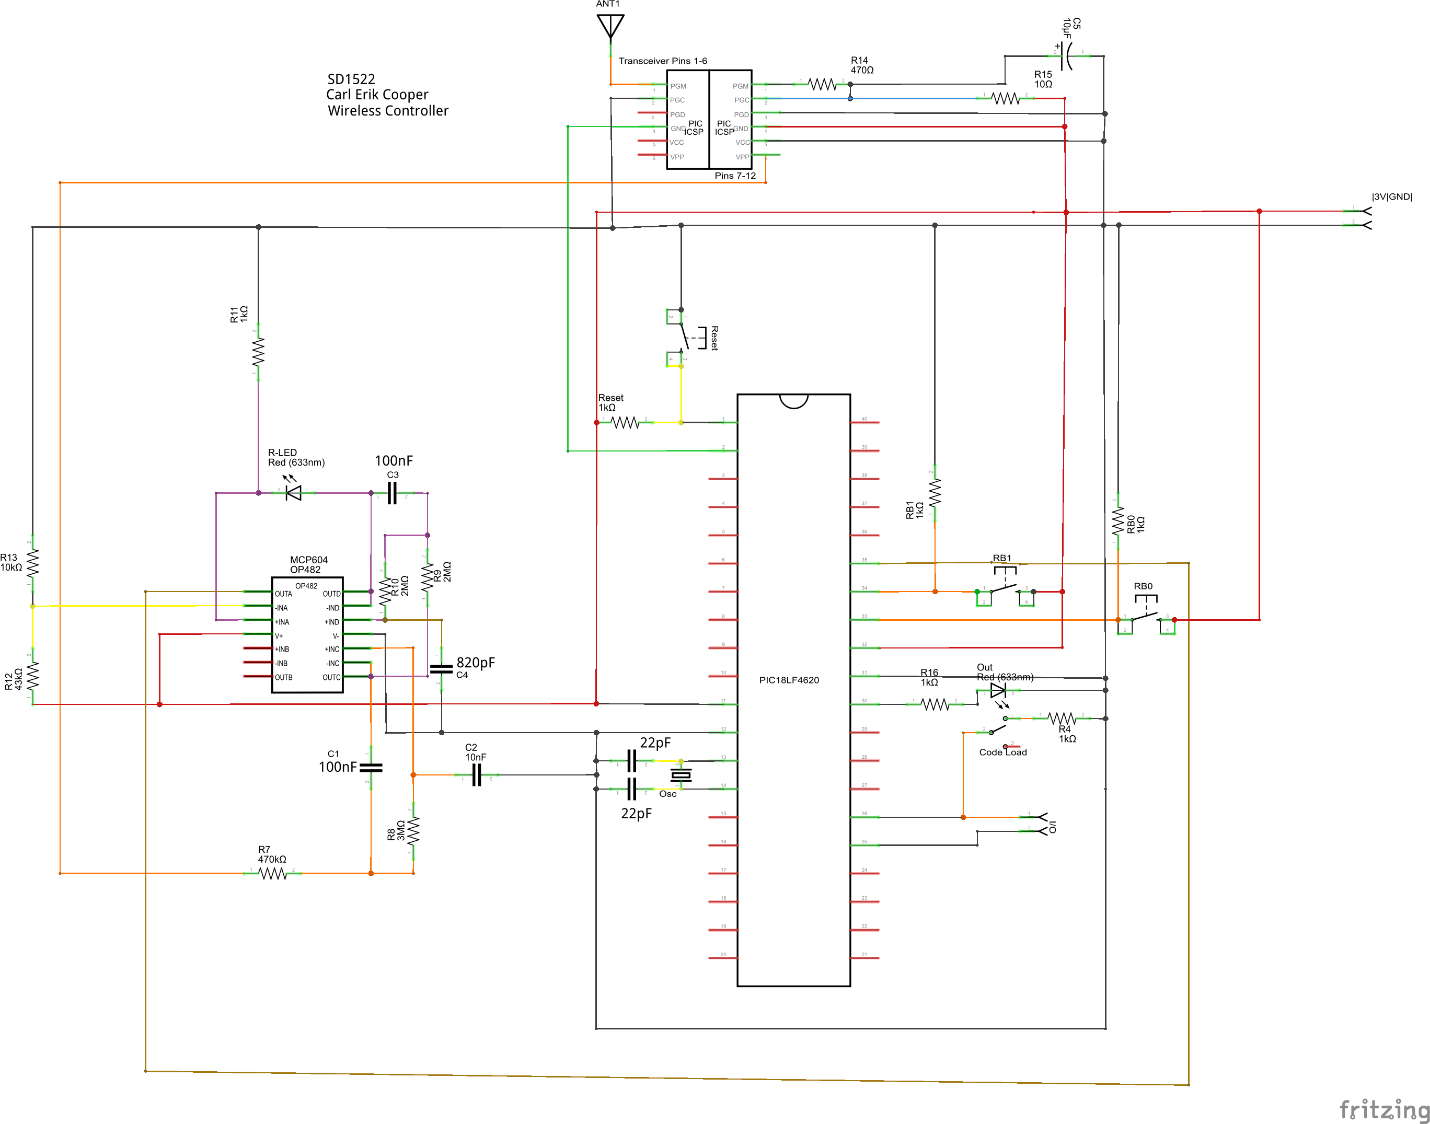 ANT1
C5
10µF
Transceiver Pins 1-6
R14
470Ω
R15
10Ω
SD1522
Carl Erik Cooper
Wireless Controller
PGM
PGC
PGD
GND
VCC
VPP
PIC
ICSP
PIC
ICSP
PGM
PGC
PGD
GND
VCC
VPP
Pins 7-12
|3V|GND|
R11
1kΩ
Reset
Reset
1kΩ
R-LED
Red (633nm)
100nF
C3
RB1
1kΩ
RB0
1kΩ
R13
10kΩ
MCP604
OP482
OP482
OUTA
-INA
+INA
V+
+INB
-INB
OUTB
OUTD
-IND
+IND
V-
+INC
-INC
OUTC
R10
2MΩ
R9
2MΩ
RB1
RB0
R12
43kΩ
820pF
C4
PIC18LF4620
R16
1kΩ
Out
Red (633nm)
R4
1kΩ
Code Load
C1
100nF
C2
10nF
22pF
Osc
22pF
R8
3MΩ
I/O
R7
470kΩ
fritzing